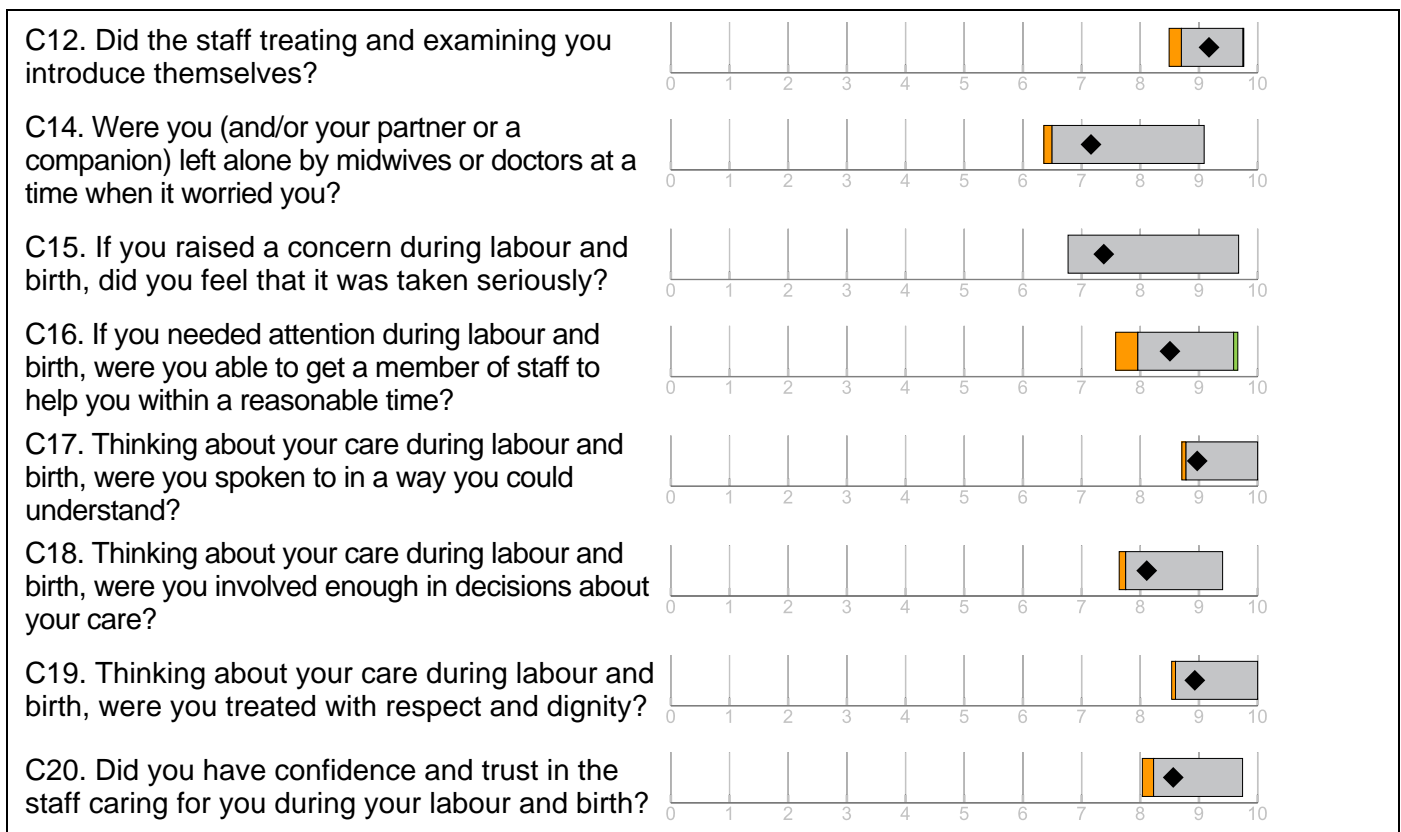 C12. Did the staff treating and examining you
introduce themselves?
0 1 2 3 4 5 6 7 8 9 10
C14. Were you (and/or your partner or a
companion) left alone by midwives or doctors at a
time when it worried you?
0 1 2 3 4 5 6 7 8 9 10
C15. If you raised a concern during labour and
birth, did you feel that it was taken seriously?
0 1 2 3 4 5 6 7 8 9 10
C16. If you needed attention during labour and
birth, were you able to get a member of staff to
help you within a reasonable time?
0 1 2 3 4 5 6 7 8 9 10
C17. Thinking about your care during labour and
birth, were you spoken to in a way you could
understand?
0 1 2 3 4 5 6 7 8 9 10
C18. Thinking about your care during labour and
birth, were you involved enough in decisions about
your care?
0 1 2 3 4 5 6 7 8 9 10
C19. Thinking about your care during labour and
birth, were you treated with respect and dignity?
0 1 2 3 4 5 6 7 8 9 10
C20. Did you have confidence and trust in the
staff caring for you during your labour and birth?
0 1 2 3 4 5 6 7 8 9 10